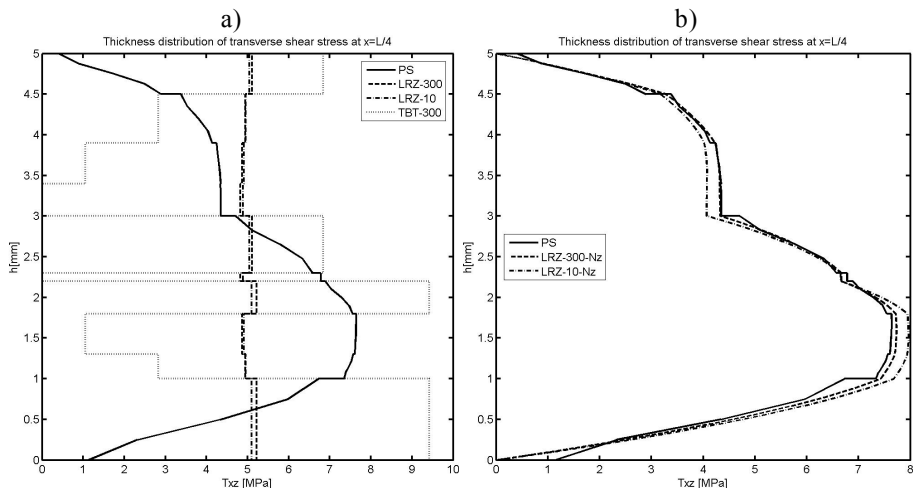 a)
Thickness distribution of transverse shear stress at x=L/4
5
4.5
4
3.5
3
2.5
2
1.5
1
0.5
0
h[mm]
PS
LRZ-300
LRZ-10
TBT-300
0 1 2 3 4 5 6 7 8 9 10
Txz [MPa]
b)
Thickness distribution of transverse shear stress at x=L/4
5
4.5
4
3.5
3
2.5
2
1.5
1
0.5
0
h[mm]
PS
LRZ-300-Nz
LRZ-10-Nz
0 1 2 3 4 5 6 7 8
Txz [MPa]